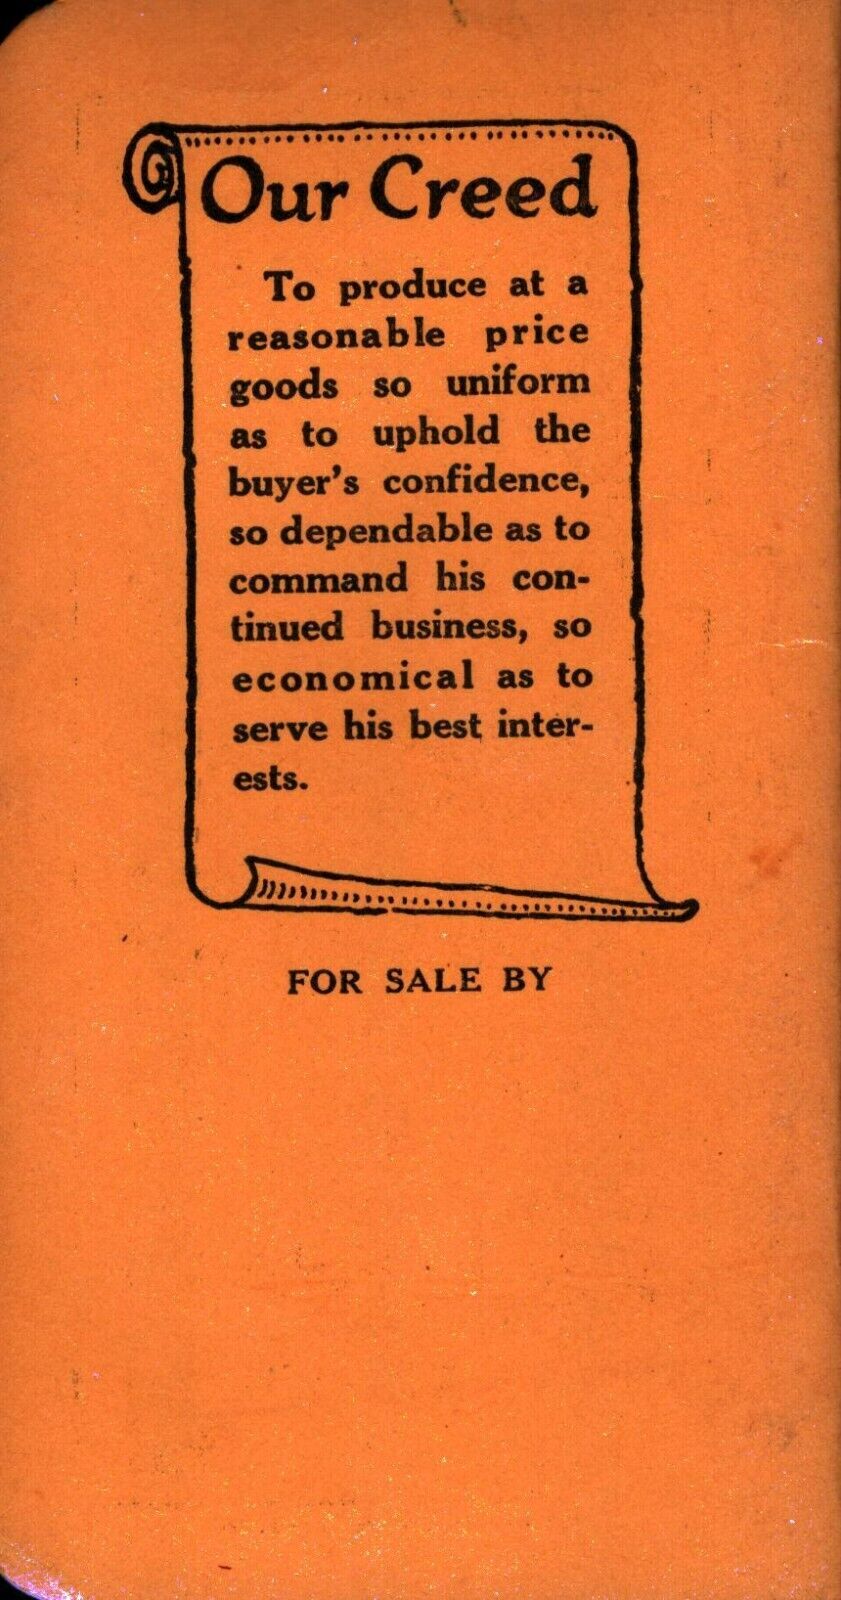 Our Creed
To produce at a
reasonable price
goods so uniform
as to uphold the
buyer's confidence,
so dependable as to
command his con-
tinued business, so
economical as to
serve his best inter-
ests.
FOR SALE BY